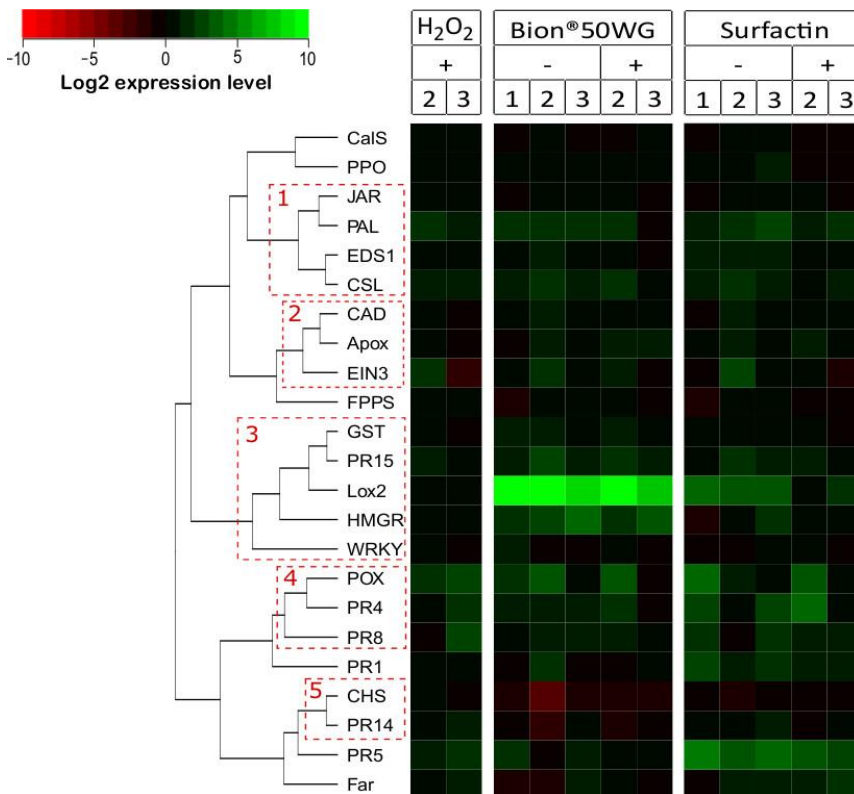 −10 −5 0 5 10
Log2 expression level
H₂O₂ Bion®50WG Surfactin
+ - + - +
2 3 1 2 3 2 3 1 2 3 2 3
CalS
PPO
1 JAR
PAL
EDS1
CSL
2 CAD
Apox
EIN3
FPPS
3 GST
PR15
Lox2
HMGR
WRKY
4 POX
PR4
PR8
PR1
5 CHS
PR14
PR5
Far